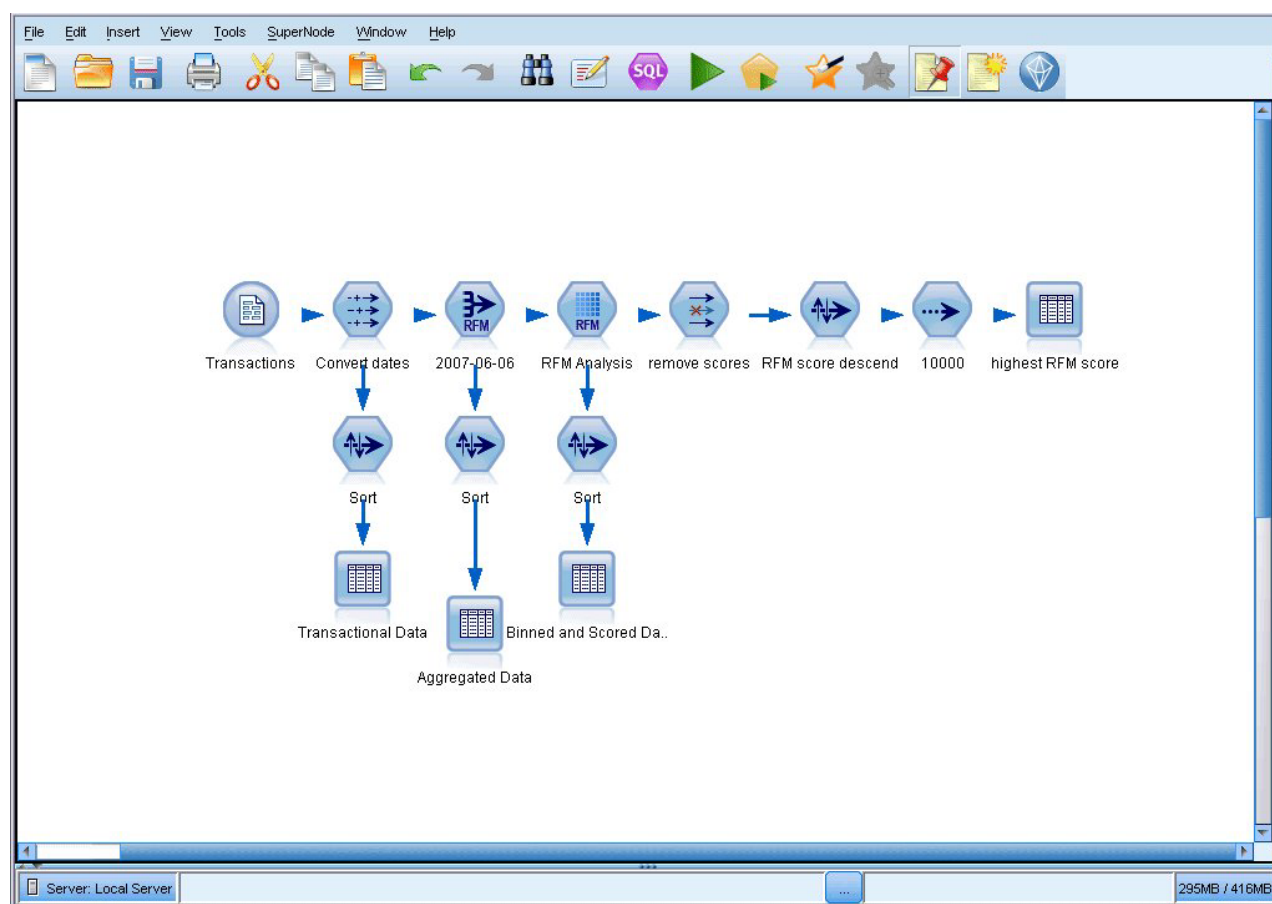 File Edit Insert View Tools SuperNode Window Help
SQL
RFM RFM
Transactions Convert dates 2007-06-06 RFM Analysis remove scores RFM score descend 10000 highest RFM score
Sort Sort Sort
Transactional Data Binned and Scored Da..
Aggregated Data
...
Server: Local Server ... 295MB / 416MB